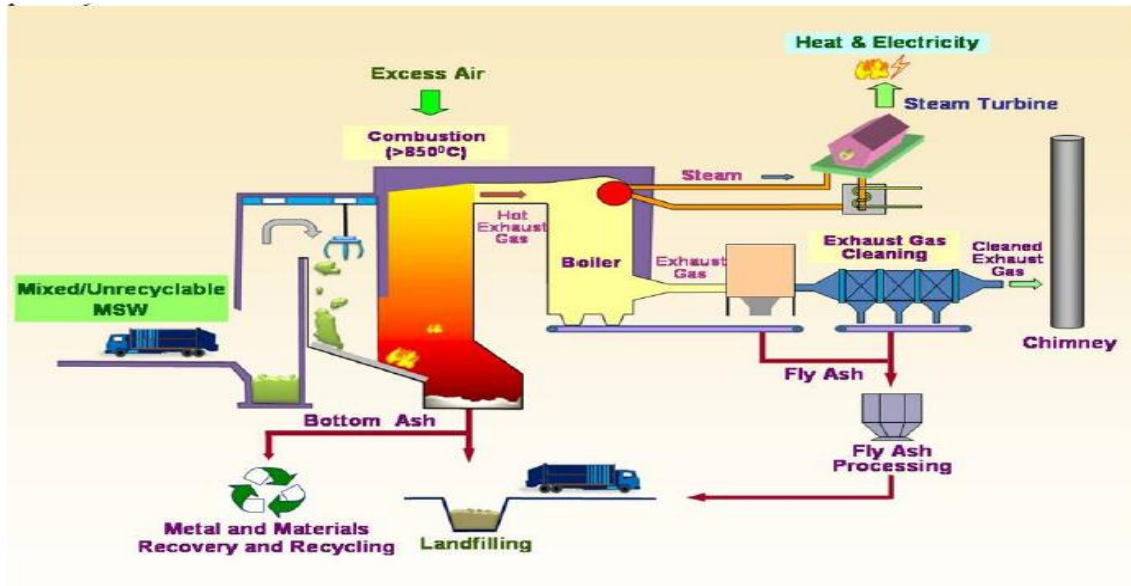 Heat & Electricity
Excess Air
Steam Turbine
Combustion
(>850⁰C)
Steam
Hot
Exhaust
Gas
Exhaust Gas
Cleaning
Cleaned
Exhaust
Gas
Boiler
Exhaust
Gas
Mixed/Unrecyclable
MSW
Chimney
Fly Ash
Bottom Ash
Fly Ash
Processing
Metal and Materials
Recovery and Recycling
Landfilling